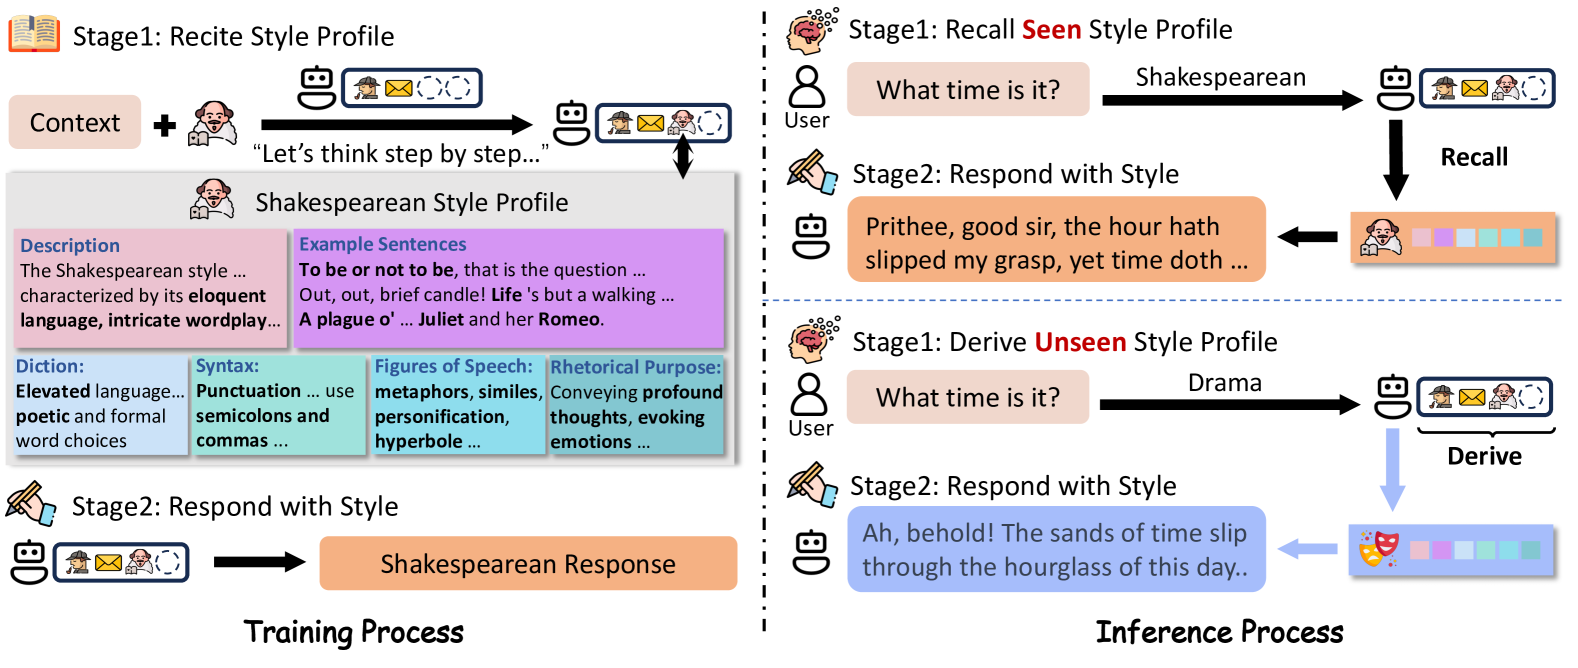 Stage1: Recite Style Profile
Context
“Let’s think step by step...”
Shakespearean Style Profile
Description
The Shakespearean style ...
characterized by its eloquent
language, intricate wordplay...
Example Sentences
To be or not to be, that is the question ...
Out, out, brief candle! Life 's but a walking ...
A plague o' ... Juliet and her Romeo.
Diction:
Elevated language...
poetic and formal
word choices
Syntax:
Punctuation ... use
semicolons and
commas ...
Figures of Speech:
metaphors, similes,
personification,
hyperbole ...
Rhetorical Purpose:
Conveying profound
thoughts, evoking
emotions ...
Stage2: Respond with Style
Shakespearean Response
Training Process
Stage1: Recall Seen Style Profile
User
What time is it?
Shakespearean
Recall
Stage2: Respond with Style
Prithee, good sir, the hour hath
slipped my grasp, yet time doth ...
Stage1: Derive Unseen Style Profile
User
What time is it?
Drama
Derive
Stage2: Respond with Style
Ah, behold! The sands of time slip
through the hourglass of this day..
Inference Process